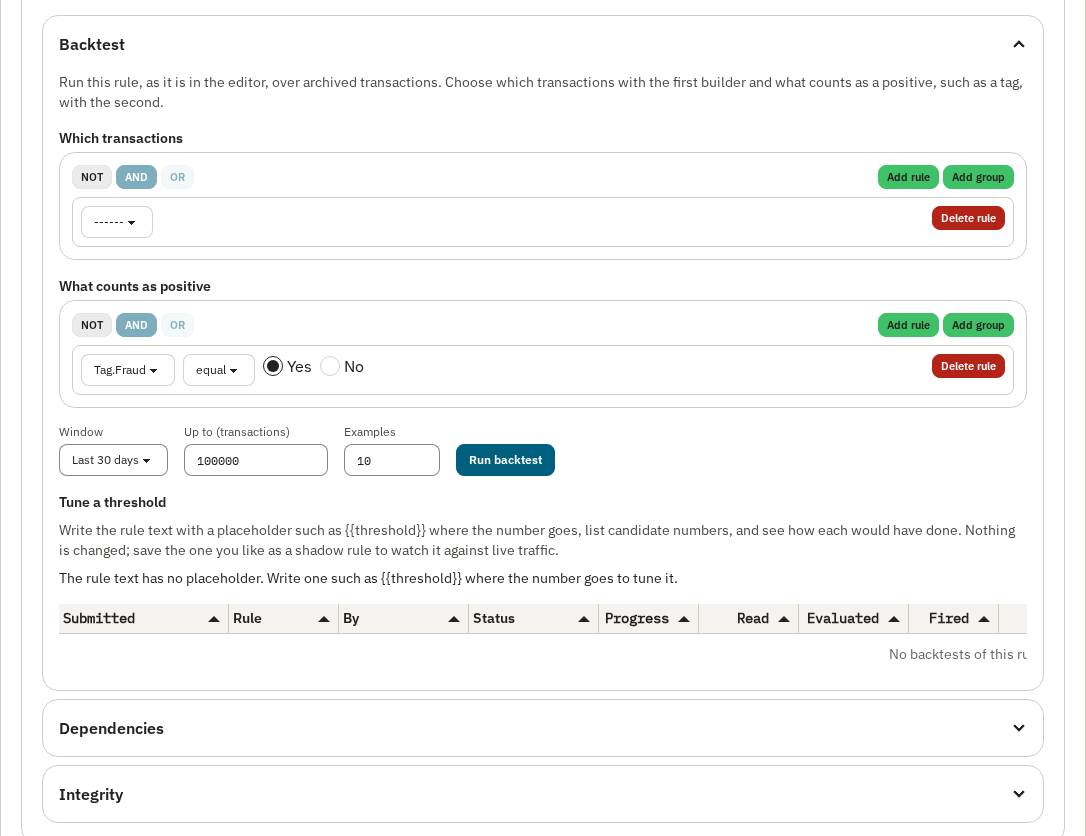 Backtest
Run this rule, as it is in the editor, over archived transactions. Choose which transactions with the first builder and what counts as a positive, such as a tag,
with the second.
Which transactions
NOT AND OR Add rule Add group
------ Delete rule
What counts as positive
NOT AND OR Add rule Add group
Tag.Fraud equal Yes No Delete rule
Window Up to (transactions) Examples
Last 30 days 100000 10 Run backtest
Tune a threshold
Write the rule text with a placeholder such as {{threshold}} where the number goes, list candidate numbers, and see how each would have done. Nothing
is changed; save the one you like as a shadow rule to watch it against live traffic.
The rule text has no placeholder. Write one such as {{threshold}} where the number goes to tune it.
Submitted Rule By Status Progress Read Evaluated Fired
No backtests of this
Dependencies
Integrity